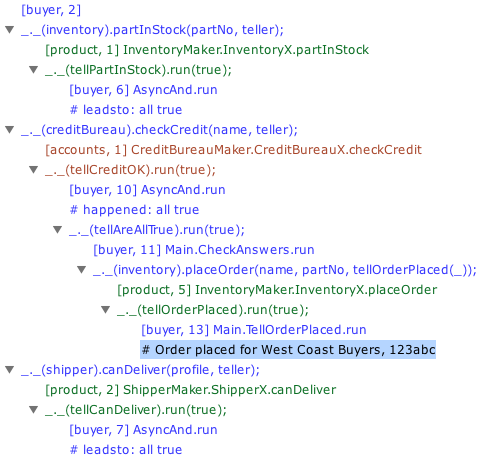 [buyer, 2]
_._(inventory).partInStock(partNo, teller);
[product, 1] InventoryMaker.InventoryX.partInStock
_._(tellPartInStock).run(true);
[buyer, 6] AsyncAnd.run
# leadsto: all true
_._(creditBureau).checkCredit(name, teller);
[accounts, 1] CreditBureauMaker.CreditBureauX.checkCredit
_._(tellCreditOK).run(true);
[buyer, 10] AsyncAnd.run
# happened: all true
_._(tellAreAllTrue).run(true);
[buyer, 11] Main.CheckAnswers.run
_._(inventory).placeOrder(name, partNo, tellOrderPlaced(_));
[product, 5] InventoryMaker.InventoryX.placeOrder
_._(tellOrderPlaced).run(true);
[buyer, 13] Main.TellOrderPlaced.run
# Order placed for West Coast Buyers, 123abc
_._(shipper).canDeliver(profile, teller);
[product, 2] ShipperMaker.ShipperX.canDeliver
_._(tellCanDeliver).run(true);
[buyer, 7] AsyncAnd.run
# leadsto: all true